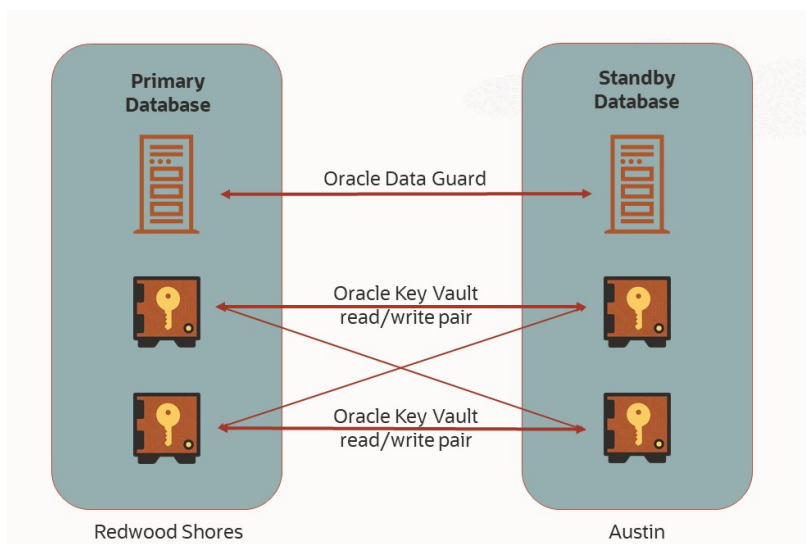 Primary
Database
Standby
Database
Oracle Data Guard
Oracle Key Vault
read/write pair
Oracle Key Vault
read/write pair
Redwood Shores
Austin